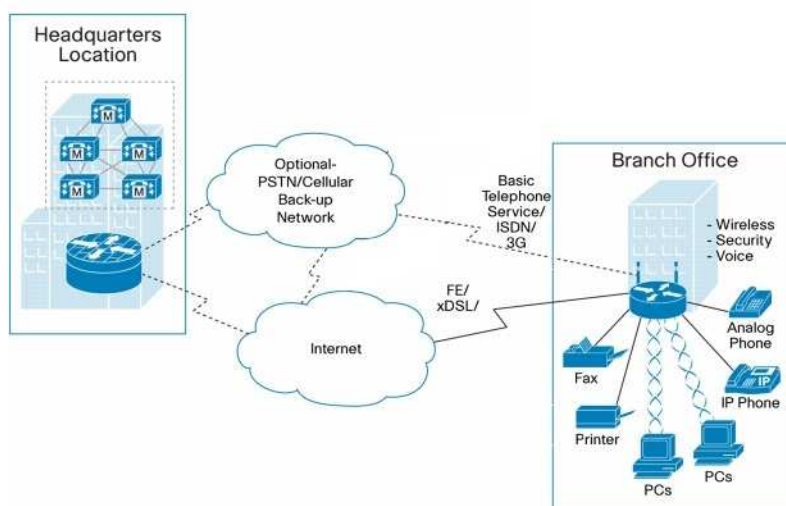 Headquarters
Location
M
M
M
M
M
Optional-
PSTN/Cellular
Back-up
Network
Basic
Telephone
Service/
ISDN/
3G
FE/
xDSL/
Internet
Branch Office
- Wireless
- Security
- Voice
Analog
Phone
Fax
IP
IP Phone
Printer
PCs
PCs